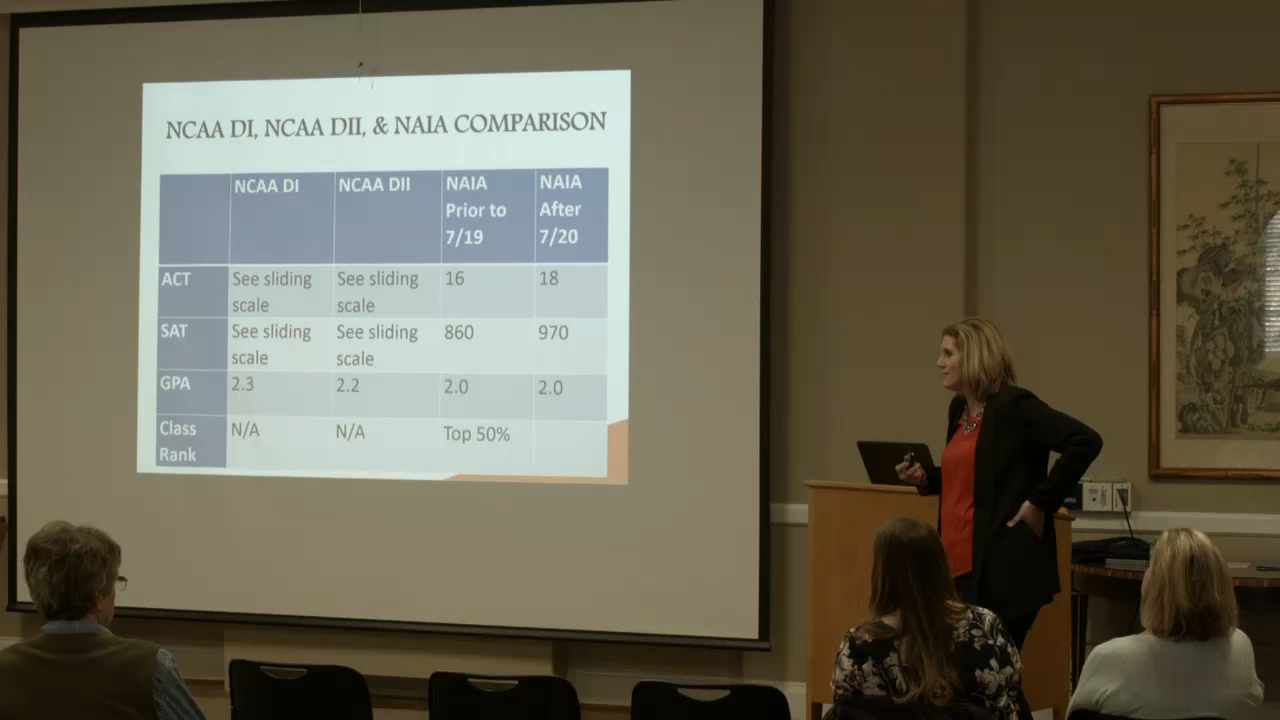 NCAA DI, NCAA DII, & NAIA COMPARISON
NCAA DI NCAA DII NAIA Prior to 7/19 NAIA After 7/20
ACT See sliding scale See sliding scale 16 18
SAT See sliding scale See sliding scale 860 970
GPA 2.3 2.2 2.0 2.0
Class Rank N/A N/A Top 50%